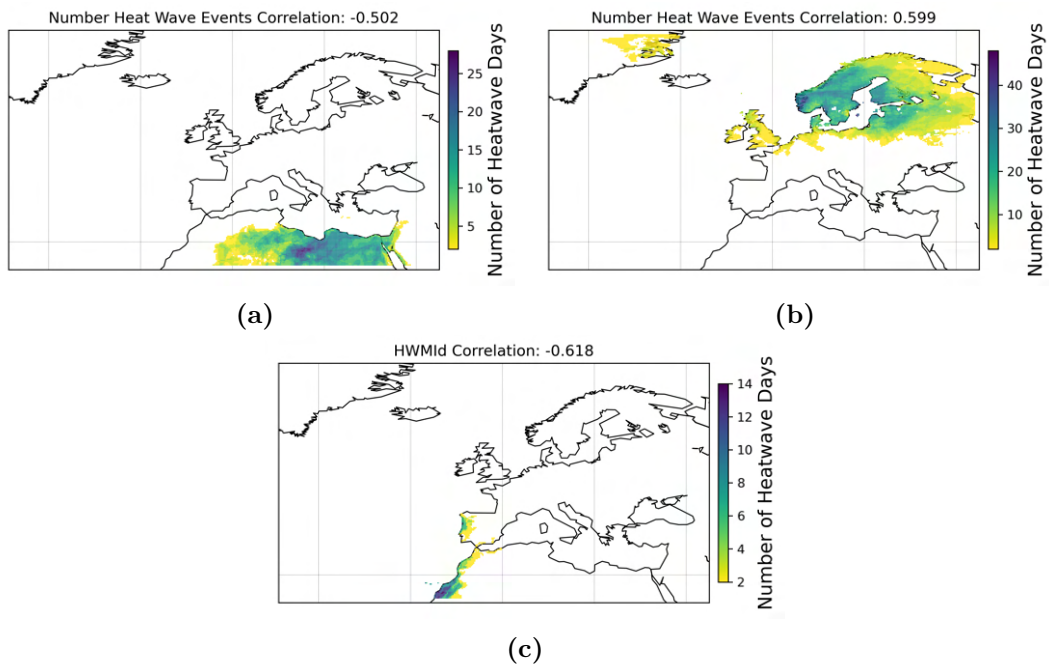 Number Heat Wave Events Correlation: -0.502
25
20
15
10
5
Number of Heatwave Days
(a)
Number Heat Wave Events Correlation: 0.599
40
30
20
10
Number of Heatwave Days
(b)
HWMId Correlation: -0.618
14
12
10
8
6
4
2
Number of Heatwave Days
(c)